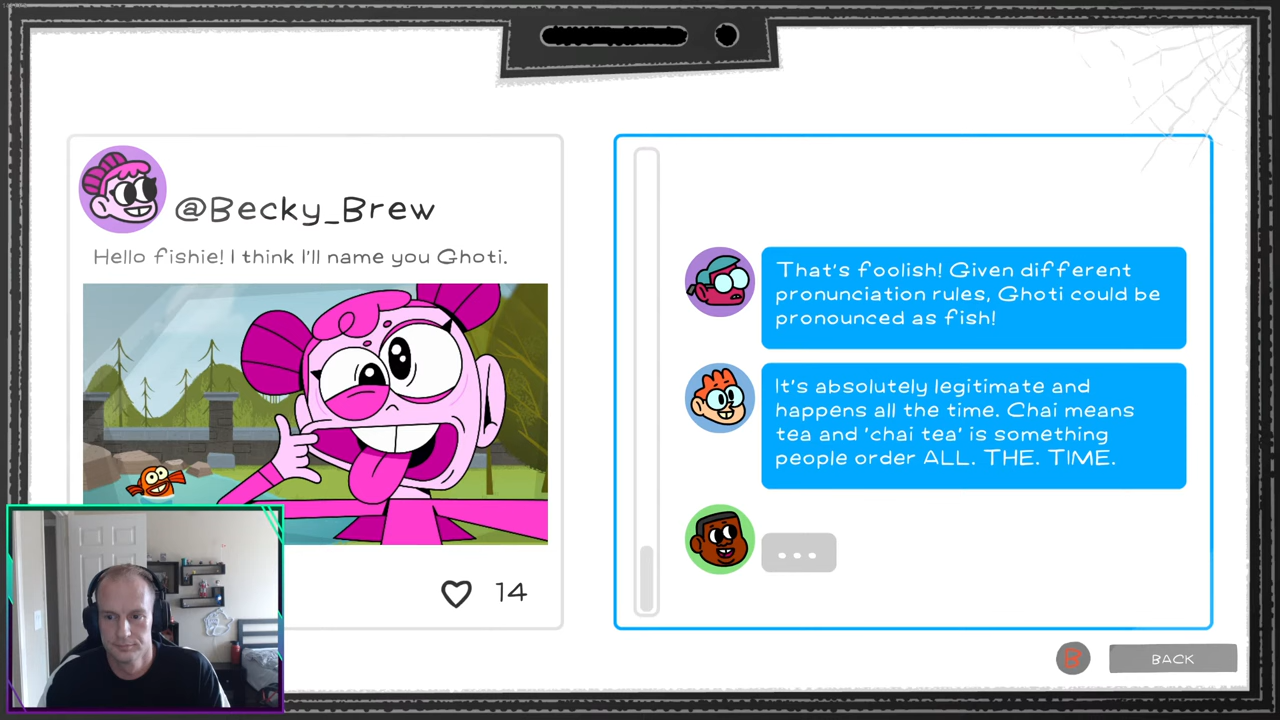 @Becky_Brew
Hello fishie! I think I'll name you Ghoti.
14
That's foolish! Given different
pronunciation rules, Ghoti could be
pronounced as fish!
It's absolutely legitimate and
happens all the time. Chai means
tea and 'chai tea' is something
people order ALL. THE. TIME.
...
B
BACK